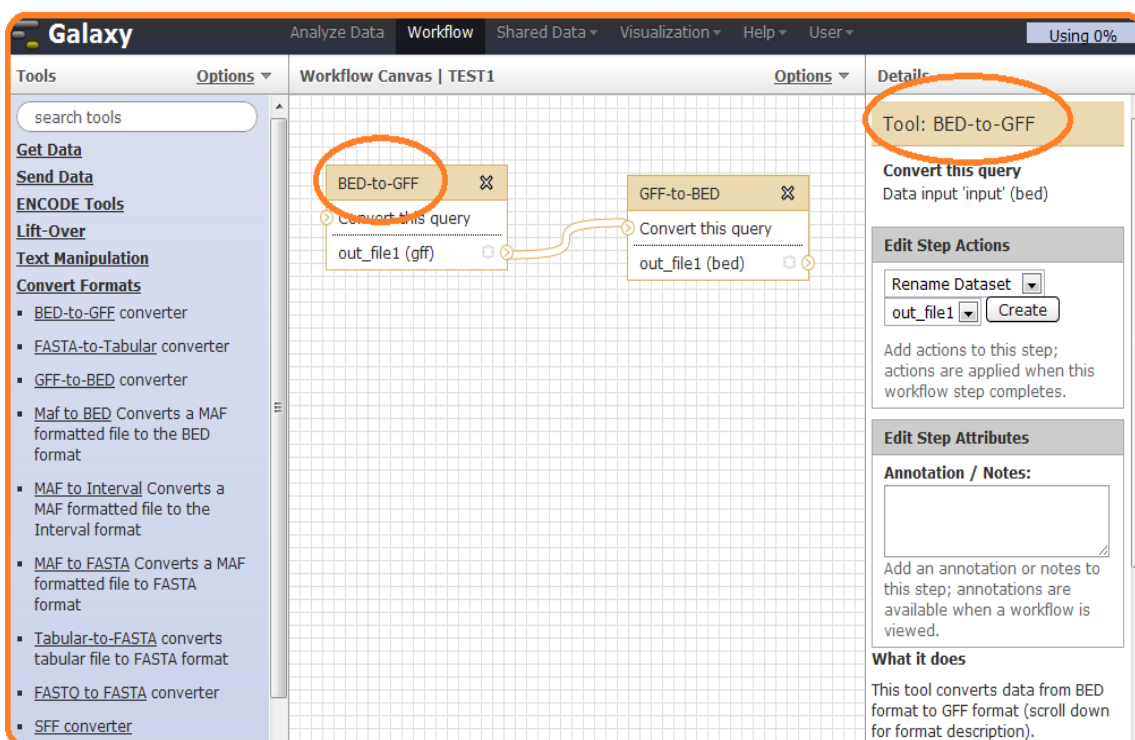 Galaxy
Analyze Data Workflow Shared Data Visualization Help User
Using 0%
Tools Options
search tools
Get Data
Send Data
ENCODE Tools
Lift-Over
Text Manipulation
Convert Formats
BED-to-GFF converter
FASTA-to-Tabular converter
GFF-to-BED converter
Maf to BED Converts a MAF
formatted file to the BED
format
MAF to Interval Converts a
MAF formatted file to the
Interval format
MAF to FASTA Converts a MAF
formatted file to FASTA
format
Tabular-to-FASTA converts
tabular file to FASTA format
FASTQ to FASTA converter
SFF converter
Workflow Canvas | TEST1 Options
BED-to-GFF
Convert this query
out_file1 (gff)
GFF-to-BED
Convert this query
out_file1 (bed)
Details
Tool: BED-to-GFF
Convert this query
Data input 'input' (bed)
Edit Step Actions
Rename Dataset
out_file1 Create
Add actions to this step;
actions are applied when this
workflow step completes.
Edit Step Attributes
Annotation / Notes:
Add an annotation or notes to
this step; annotations are
available when a workflow is
viewed.
What it does
This tool converts data from BED
format to GFF format (scroll down
for format description).